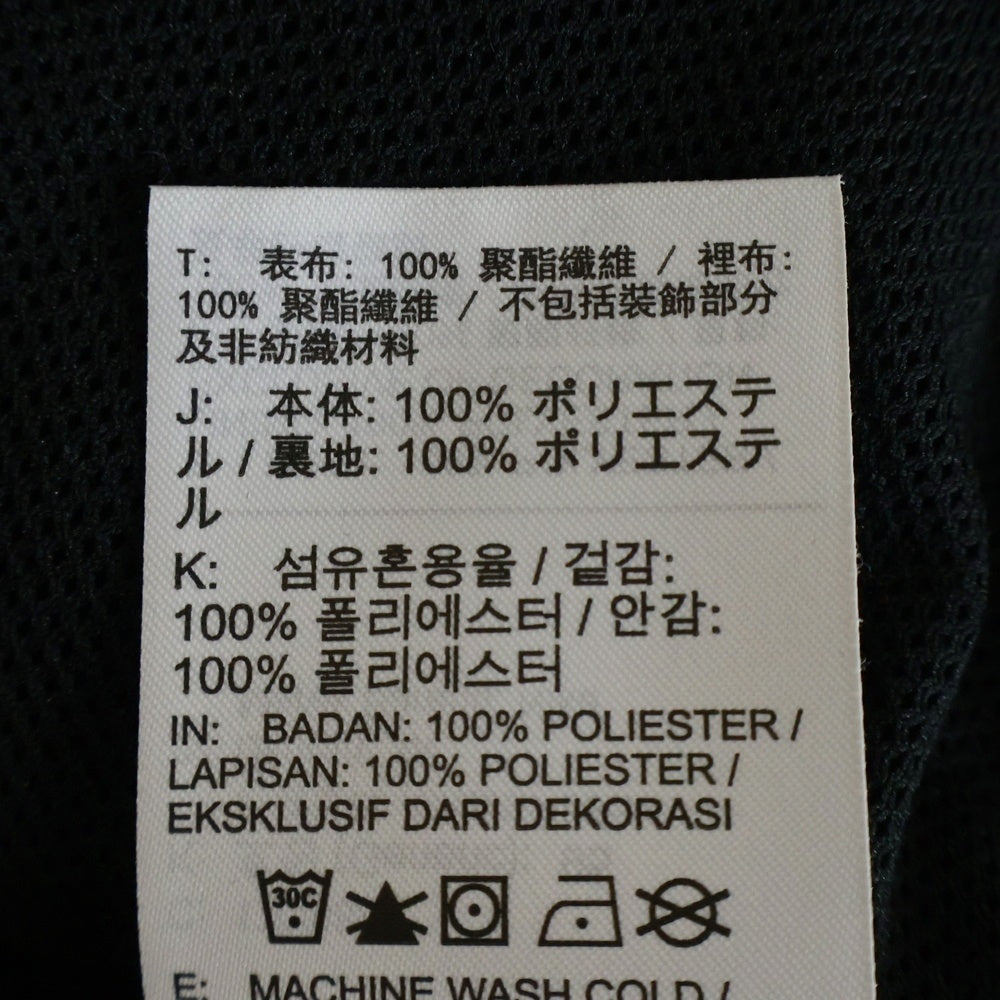 T: 表布: 100% 聚酯纖維 / 裡布:
100% 聚酯纖維 / 不包括裝飾部分
及非紡織材料
J: 本体: 100% ポリエステ
ル / 裏地: 100% ポリエステ
ル
K: 섬유혼용율 / 겉감:
100% 폴리에스터 / 안감:
100% 폴리에스터
IN: BADAN: 100% POLIESTER /
LAPISAN: 100% POLIESTER /
EKSKLUSIF DARI DEKORASI
30C
E: MACHINE WASH COLD /